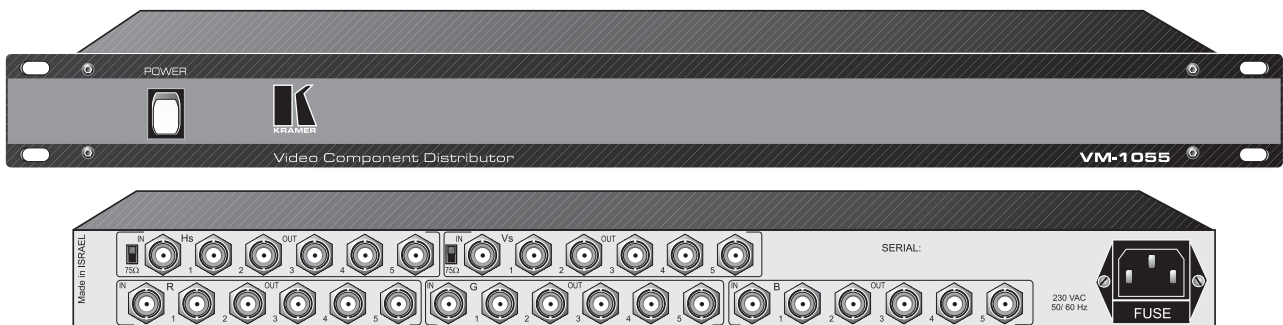 POWER
K
KRAMER
Video Component Distributor
VM-1055
Made in ISRAEL
IN Hs OUT
75Ω 1 2 3 4 5
IN Vs OUT
75Ω 1 2 3 4 5
SERIAL:
IN R OUT
1 2 3 4 5
IN G OUT
1 2 3 4 5
IN B OUT
1 2 3 4 5
230 VAC
50/ 60 Hz
FUSE